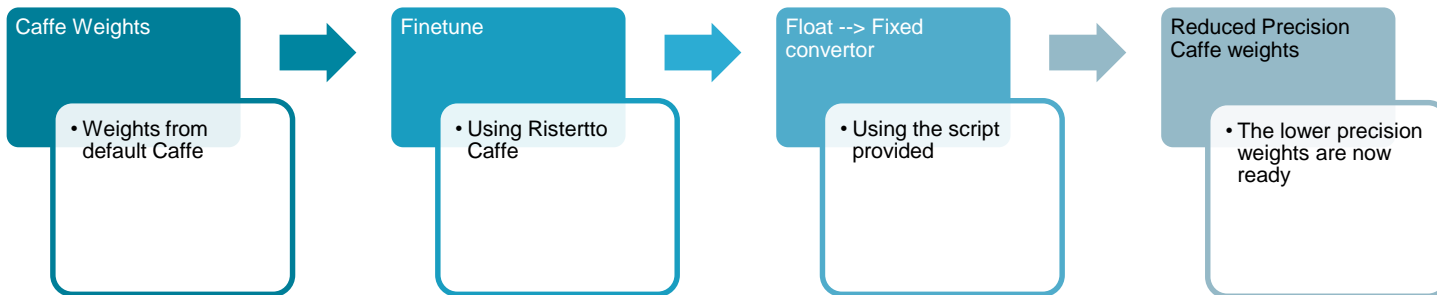 Caffe Weights
• Weights from
default Caffe
Finetune
• Using Ristertto
Caffe
Float --> Fixed
convertor
• Using the script
provided
Reduced Precision
Caffe weights
• The lower precision
weights are now
ready